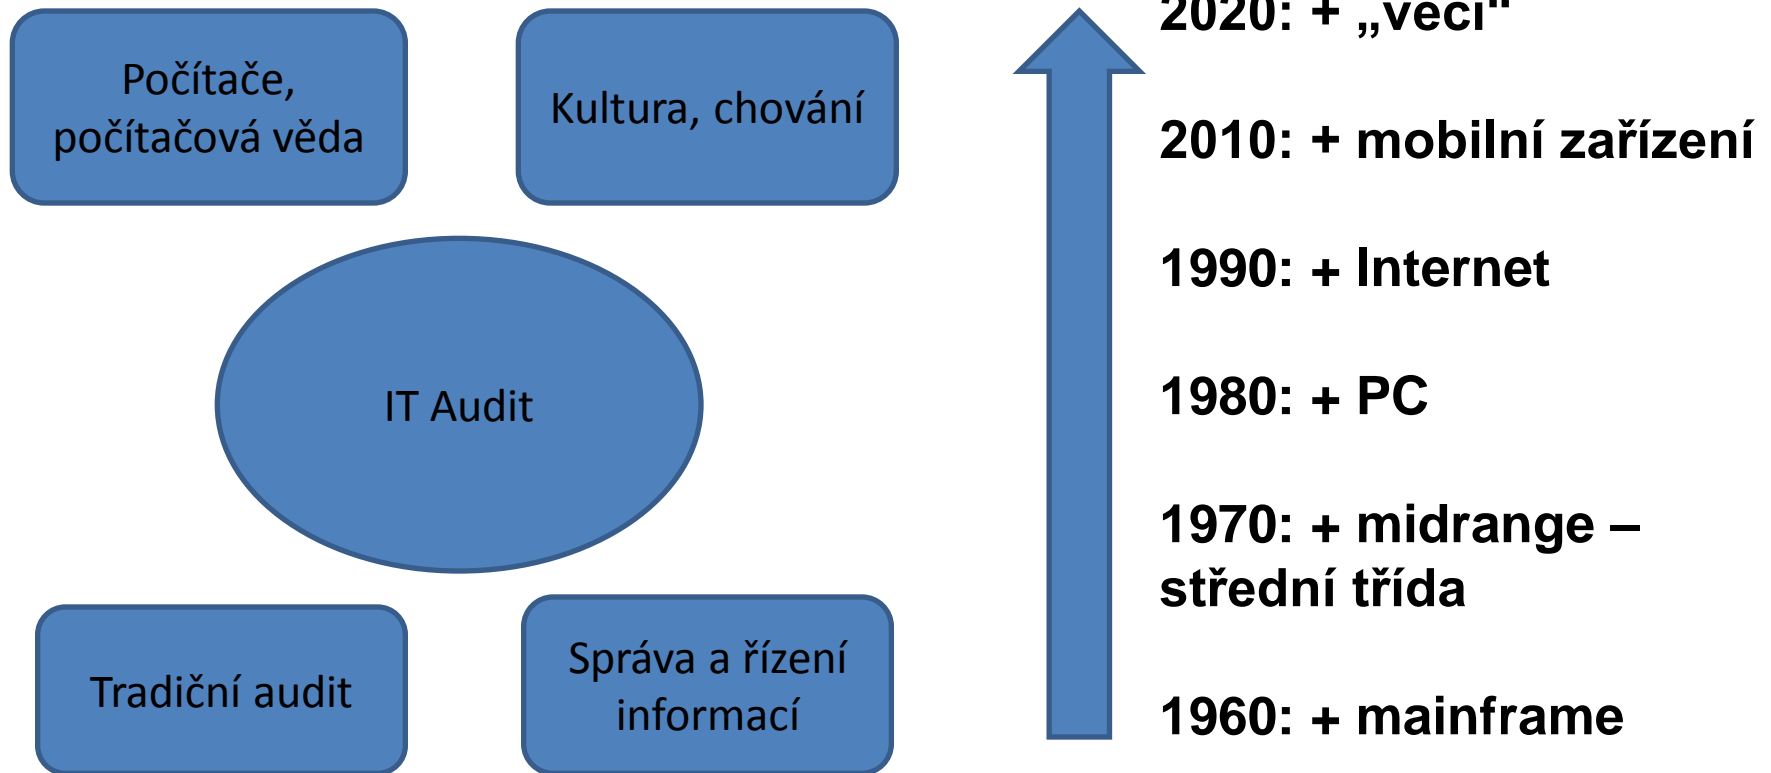 Počítače,
počítačová věda
Kultura, chování
IT Audit
Tradiční audit
Správa a řízení
informací
2020: + „věcí“
2010: + mobilní zařízení
1990: + Internet
1980: + PC
1970: + midrange –
střední třída
1960: + mainframe